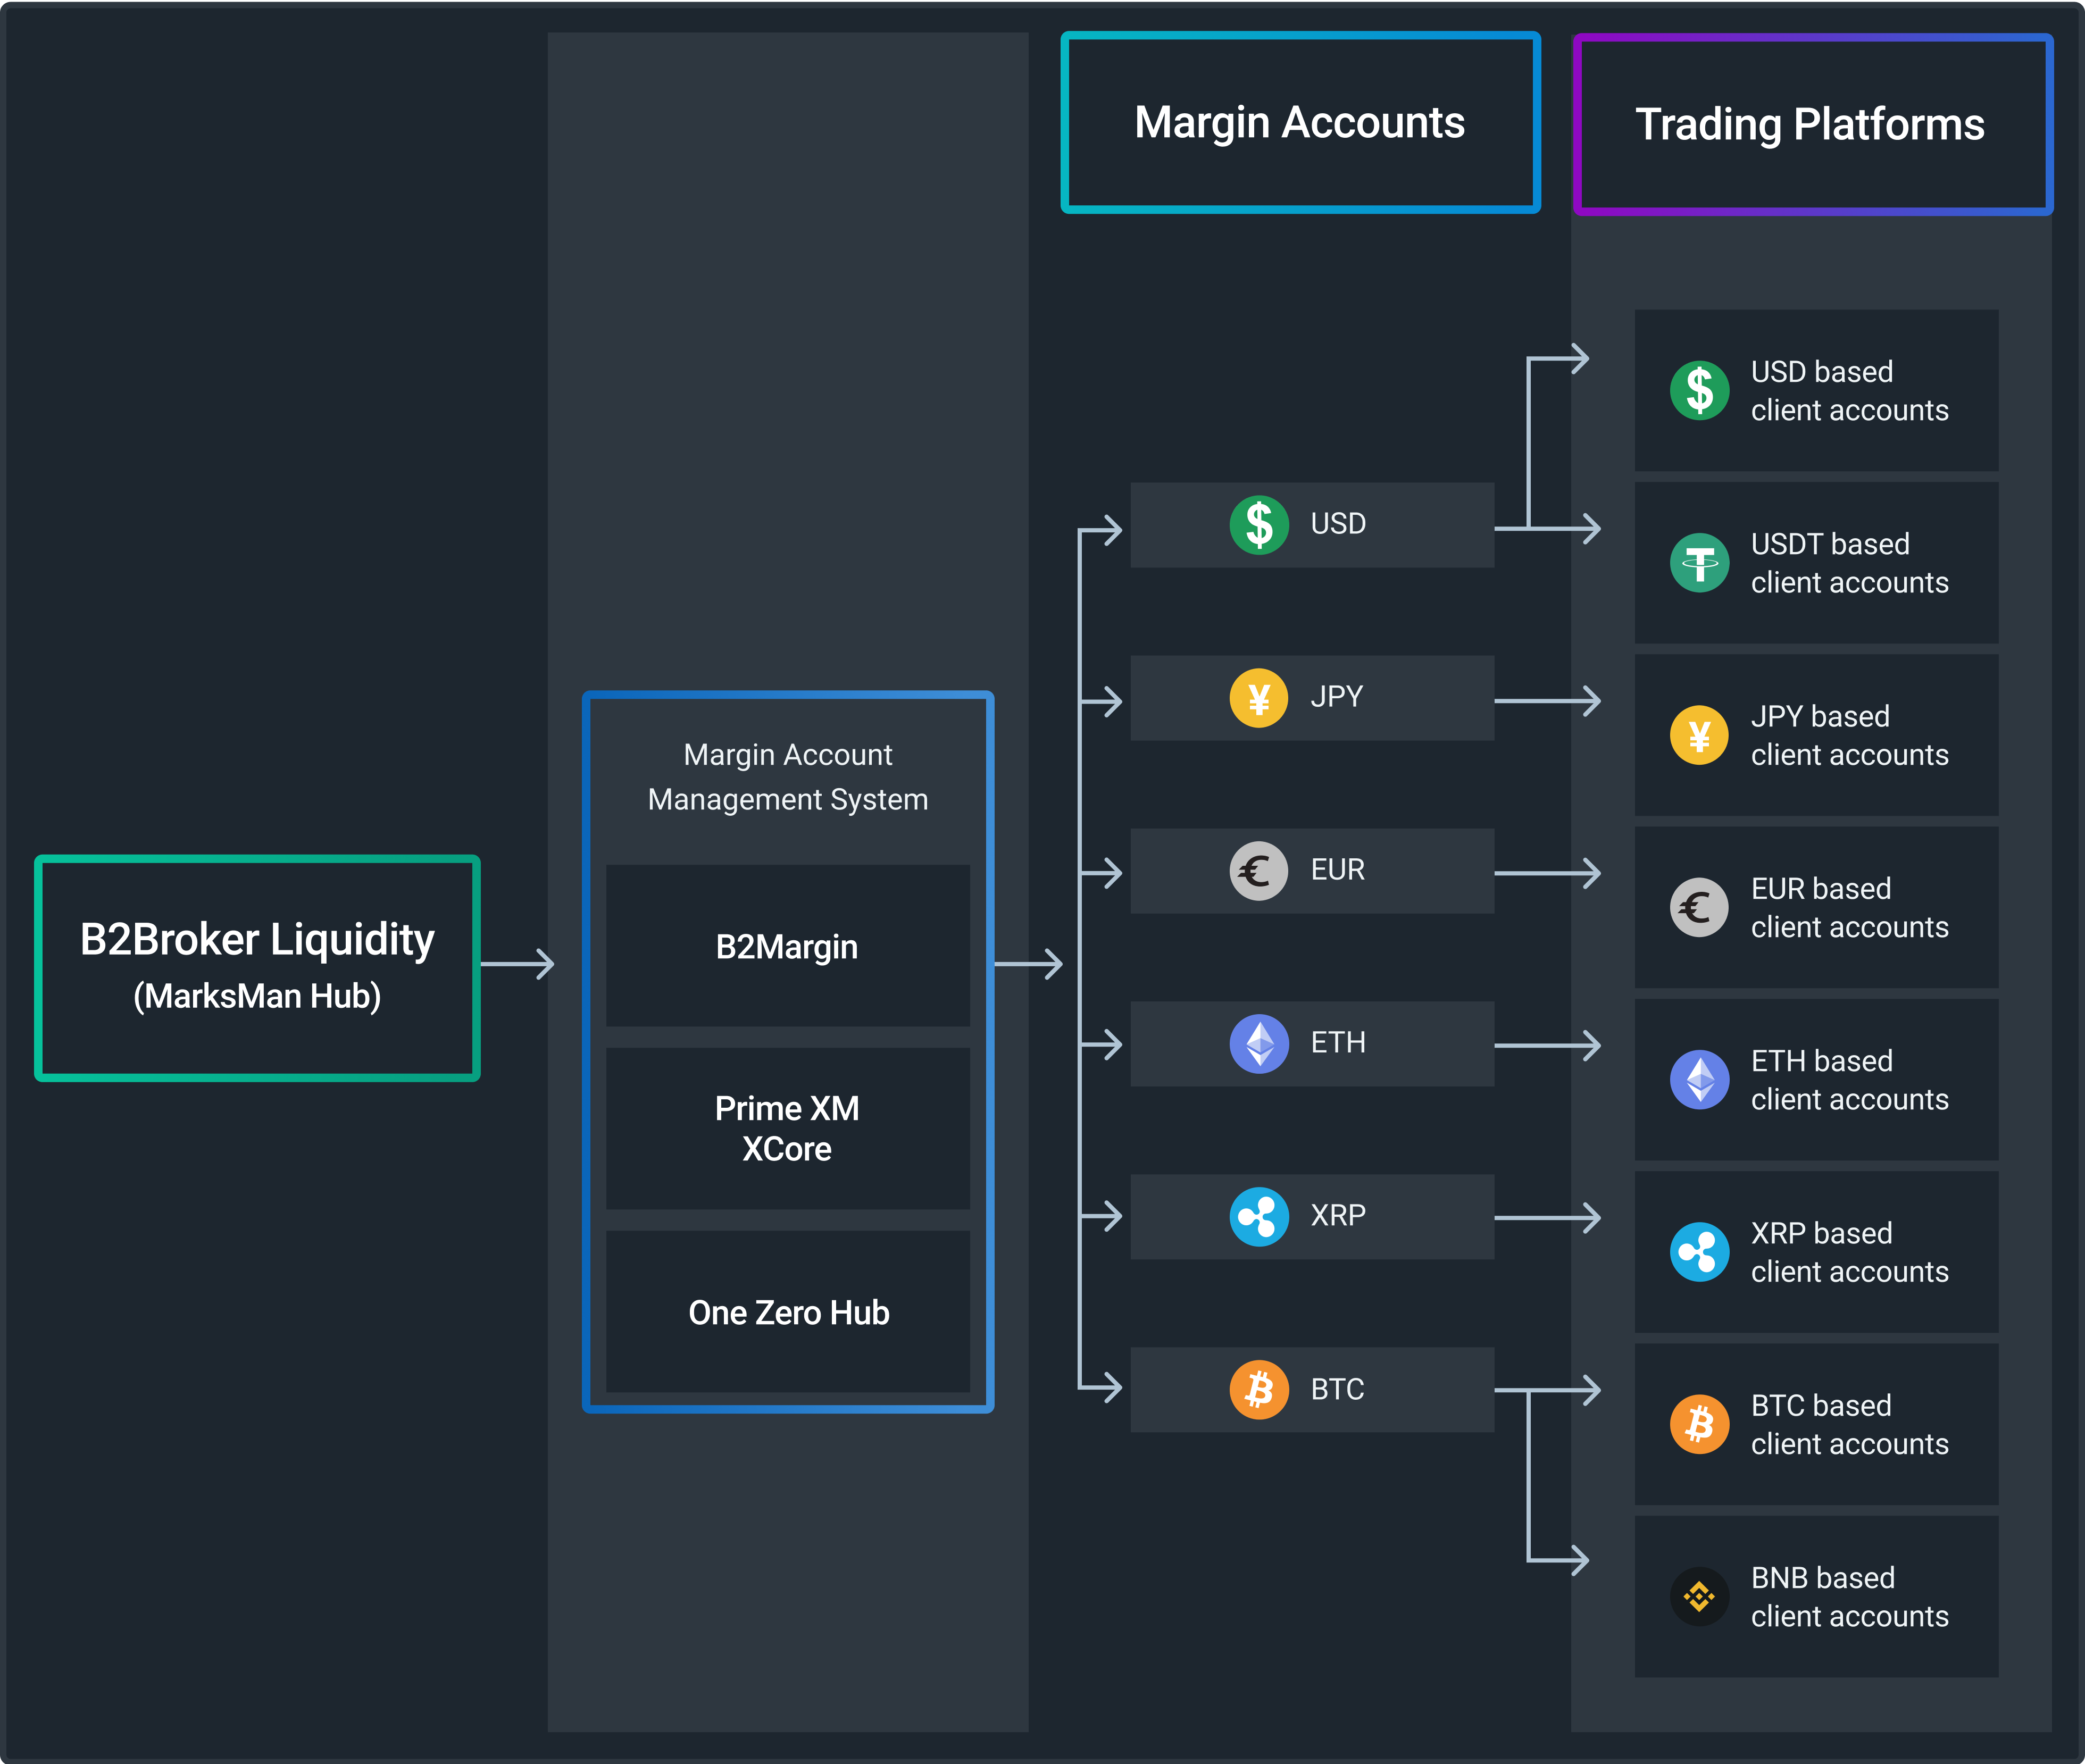 Margin Accounts
Trading Platforms
B2Broker Liquidity
(MarksMan Hub)
Margin Account
Management System
B2Margin
Prime XM
XCore
One Zero Hub
USD
JPY
EUR
ETH
XRP
BTC
USD based
client accounts
USDT based
client accounts
JPY based
client accounts
EUR based
client accounts
ETH based
client accounts
XRP based
client accounts
BTC based
client accounts
BNB based
client accounts